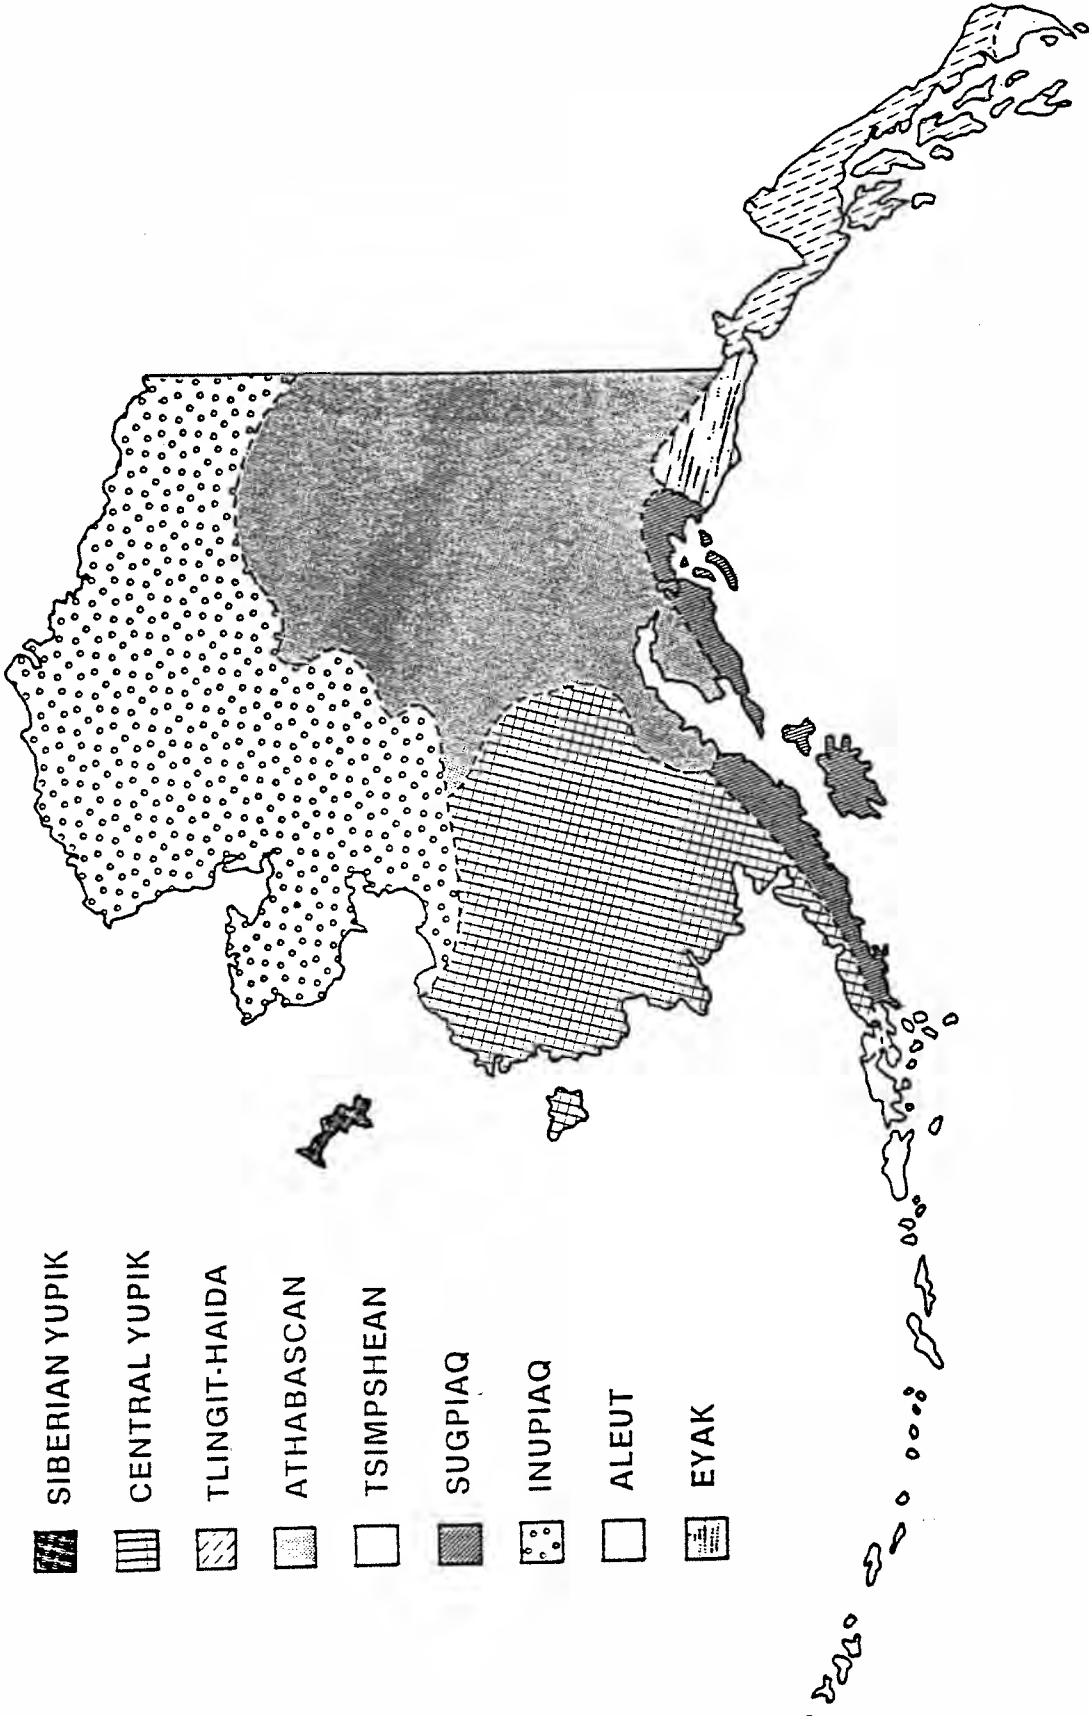 SIBERIAN YUPIK
CENTRAL YUPIK
TLINGIT-HAIDA
ATHABASCAN
TSIMPSHEAN
SUGPIAQ
INUPIAQ
ALEUT
EYAK